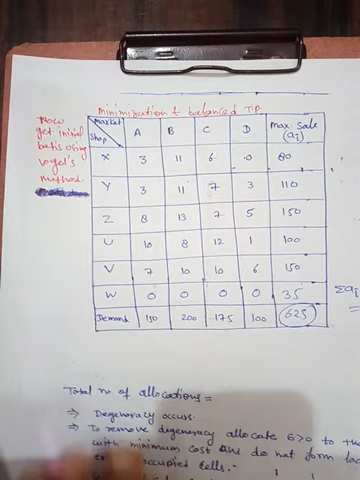 Minimization & balanced Tip
Now
get initial
basis using
vogel's
method
Market
Shop
A B C D Max. Sale
(ai)
X 3 11 6 0 80
Y 3 11 7 3 110
Z 8 13 7 5 150
U 10 8 12 1 100
V 7 10 10 6 150
W 0 0 0 0 35
Demand 150 200 175 100 625
Σai
=
Total no of allocations =
⇒ Degeneracy occurs
⇒ To remove degeneracy allocate 6>0 to the
with minimum cost and do not form loo
occupied cells.